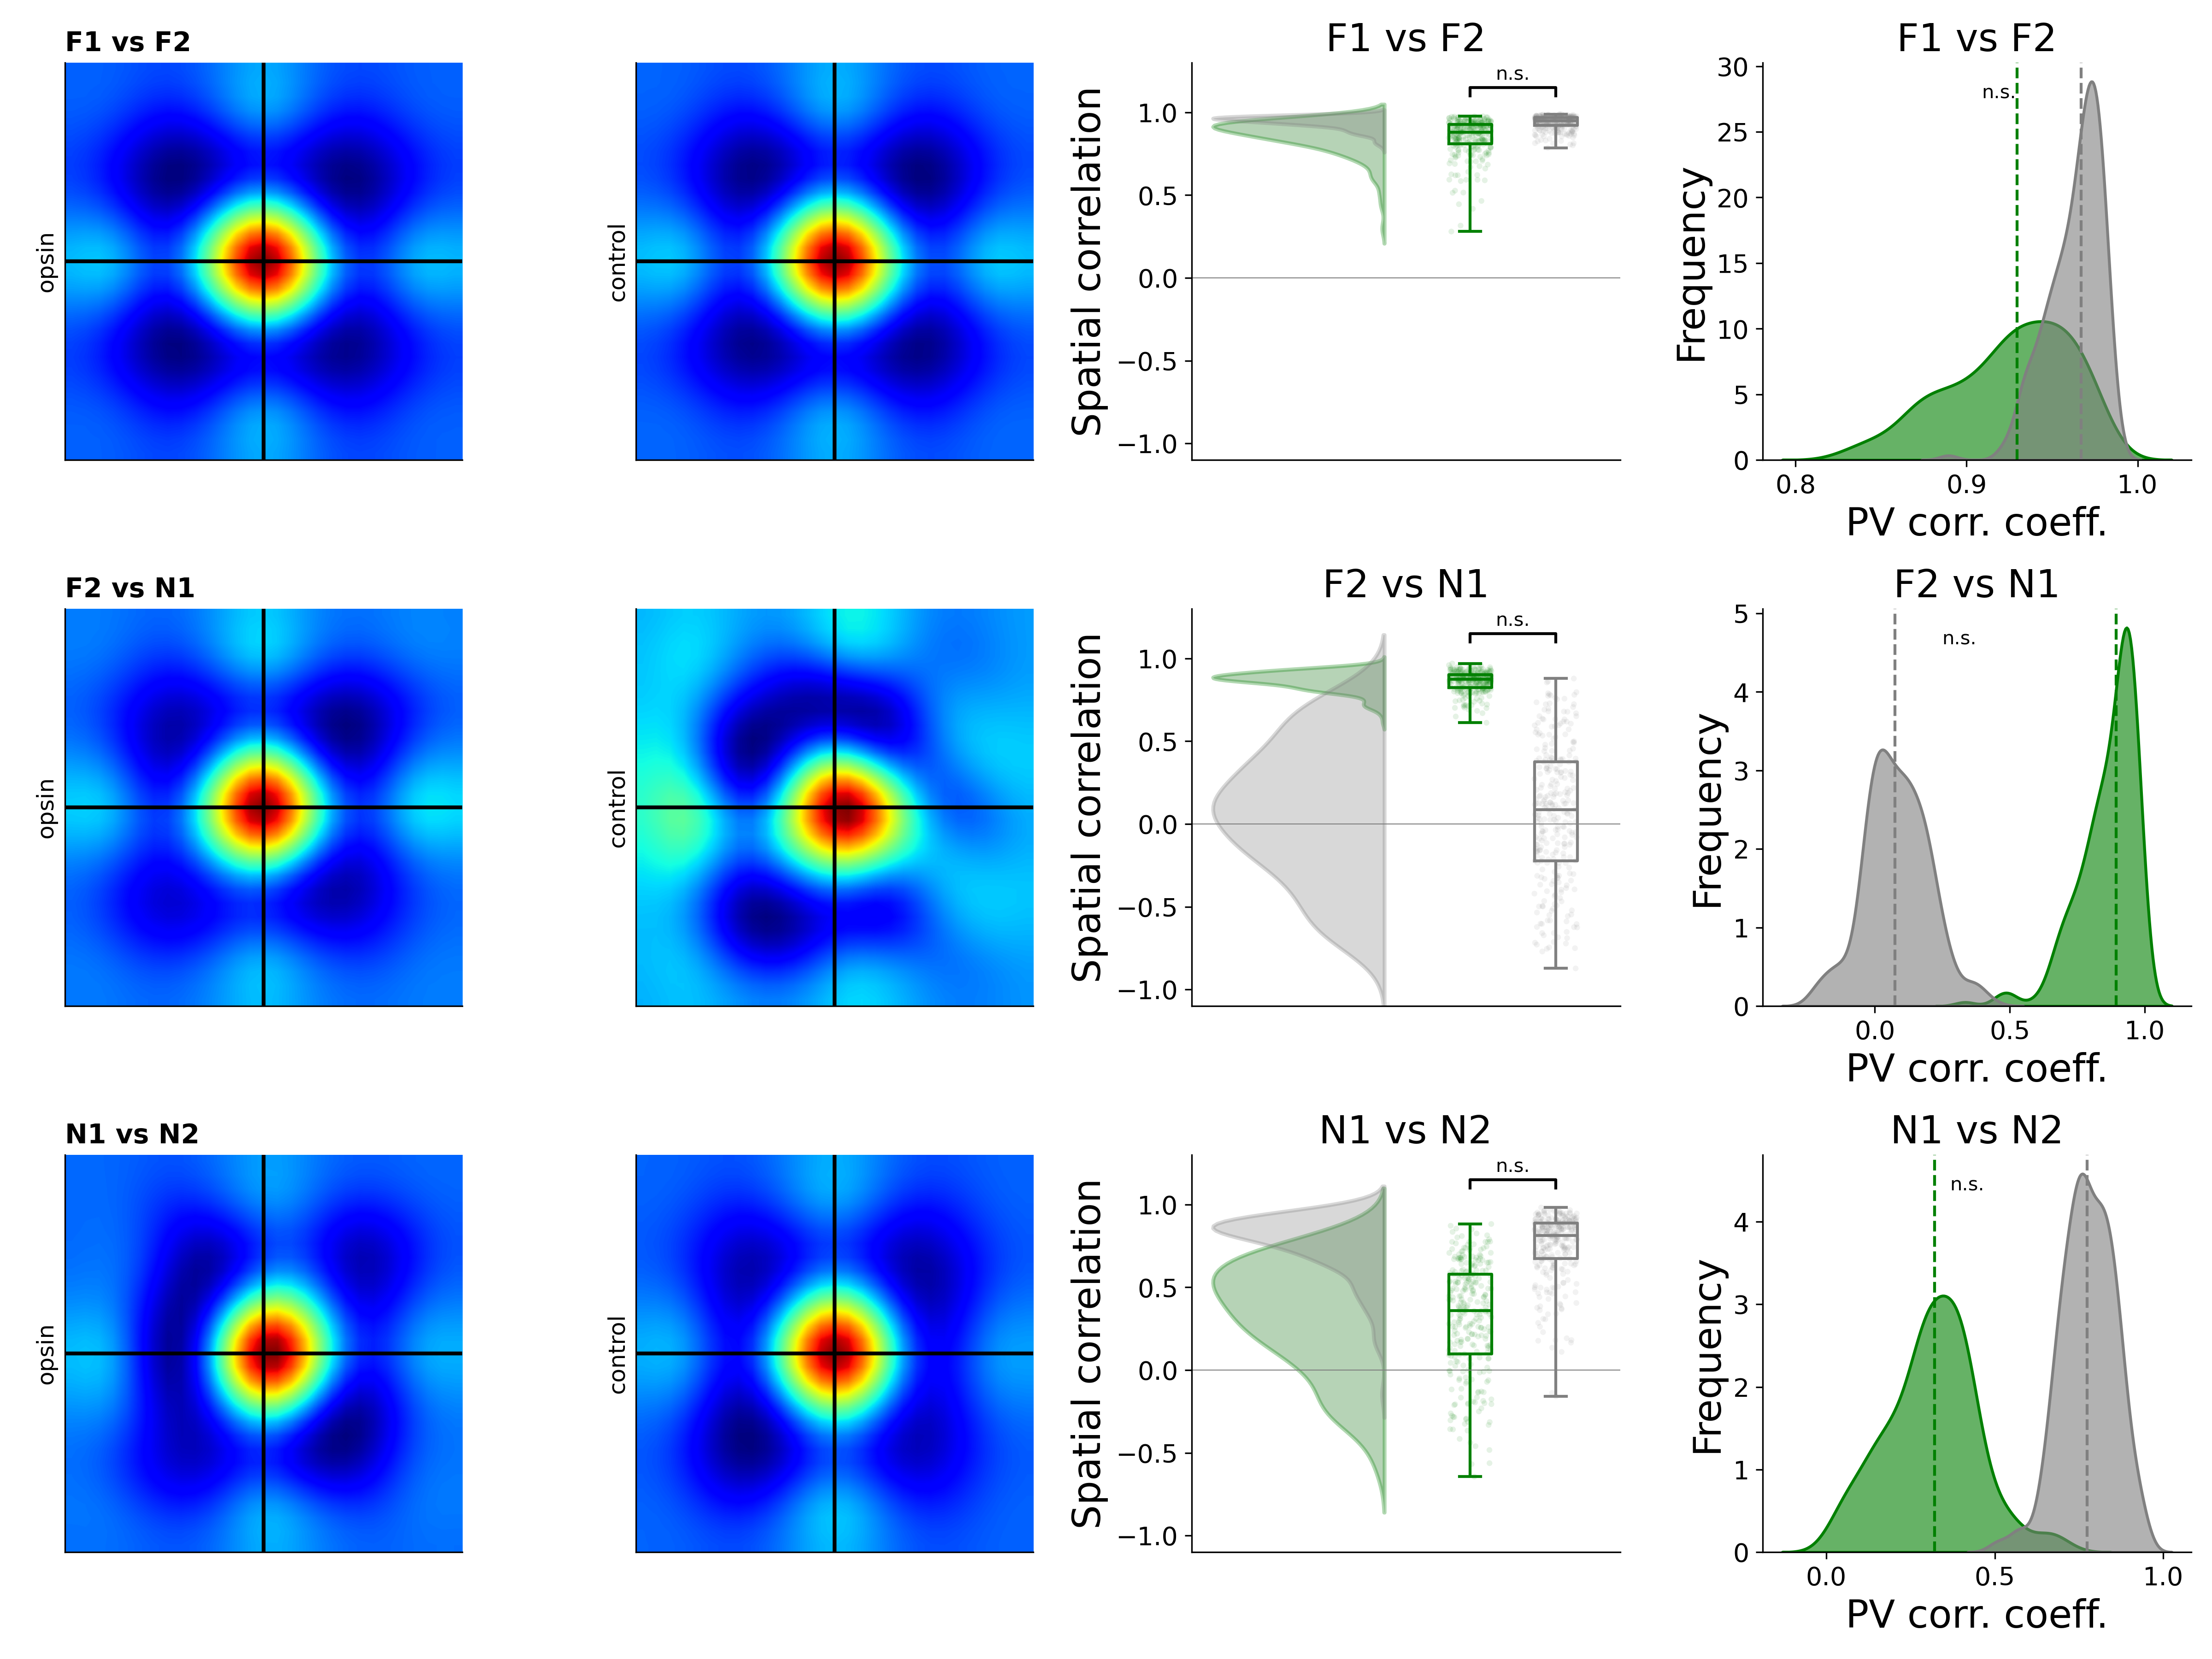 F1 vs F2
opsin
control
F1 vs F2
Spatial correlation
1.0
0.5
0.0
−0.5
−1.0
n.s.
F1 vs F2
Frequency
30
25
20
15
10
5
0
n.s.
0.8 0.9 1.0
PV corr. coeff.
F2 vs N1
opsin
control
F2 vs N1
Spatial correlation
1.0
0.5
0.0
−0.5
−1.0
n.s.
F2 vs N1
Frequency
5
4
3
2
1
0
n.s.
0.0 0.5 1.0
PV corr. coeff.
N1 vs N2
opsin
control
N1 vs N2
Spatial correlation
1.0
0.5
0.0
−0.5
−1.0
n.s.
N1 vs N2
Frequency
4
3
2
1
0
n.s.
0.0 0.5 1.0
PV corr. coeff.